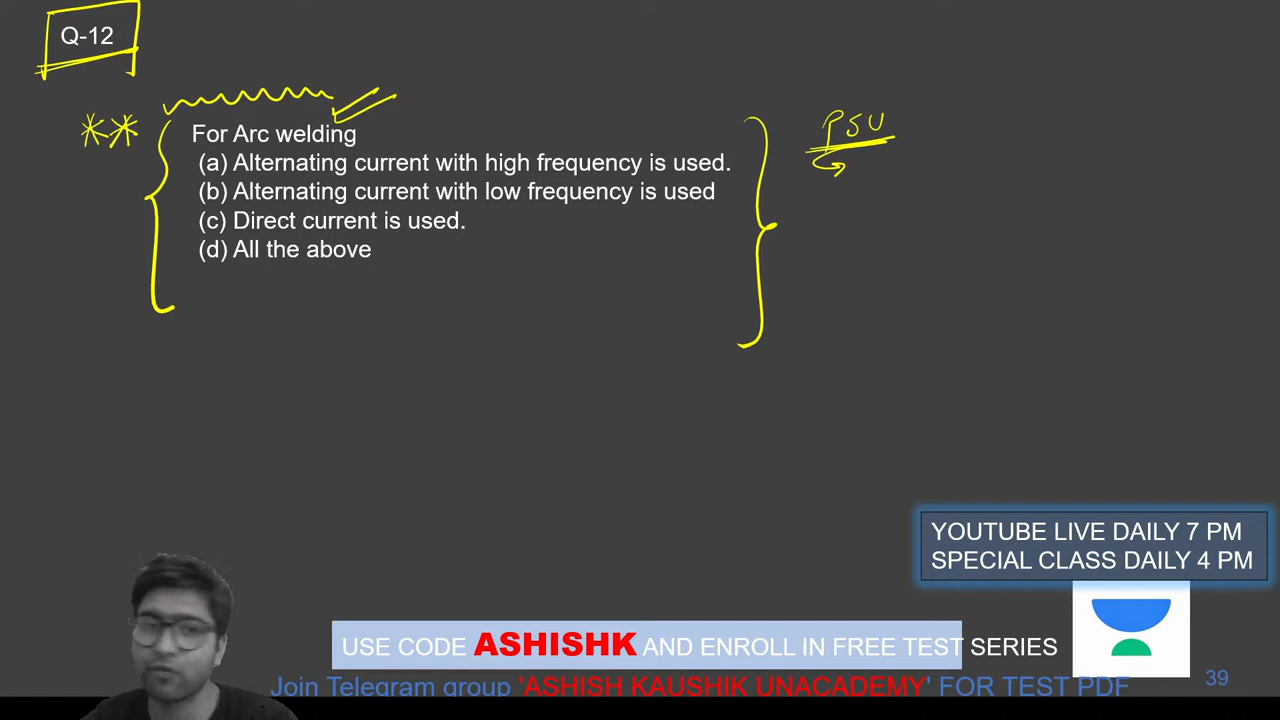 Q-12
For Arc welding
PSU
(a) Alternating current with high frequency is used.
(b) Alternating current with low frequency is used
(c) Direct current is used.
(d) All the above
YOUTUBE LIVE DAILY 7 PM
SPECIAL CLASS DAILY 4 PM
USE CODE ASHISHK AND ENROLL IN FREE TEST SERIES
Join Telegram group 'ASHISH KAUSHIK UNACADEMY' FOR TEST PDF
39